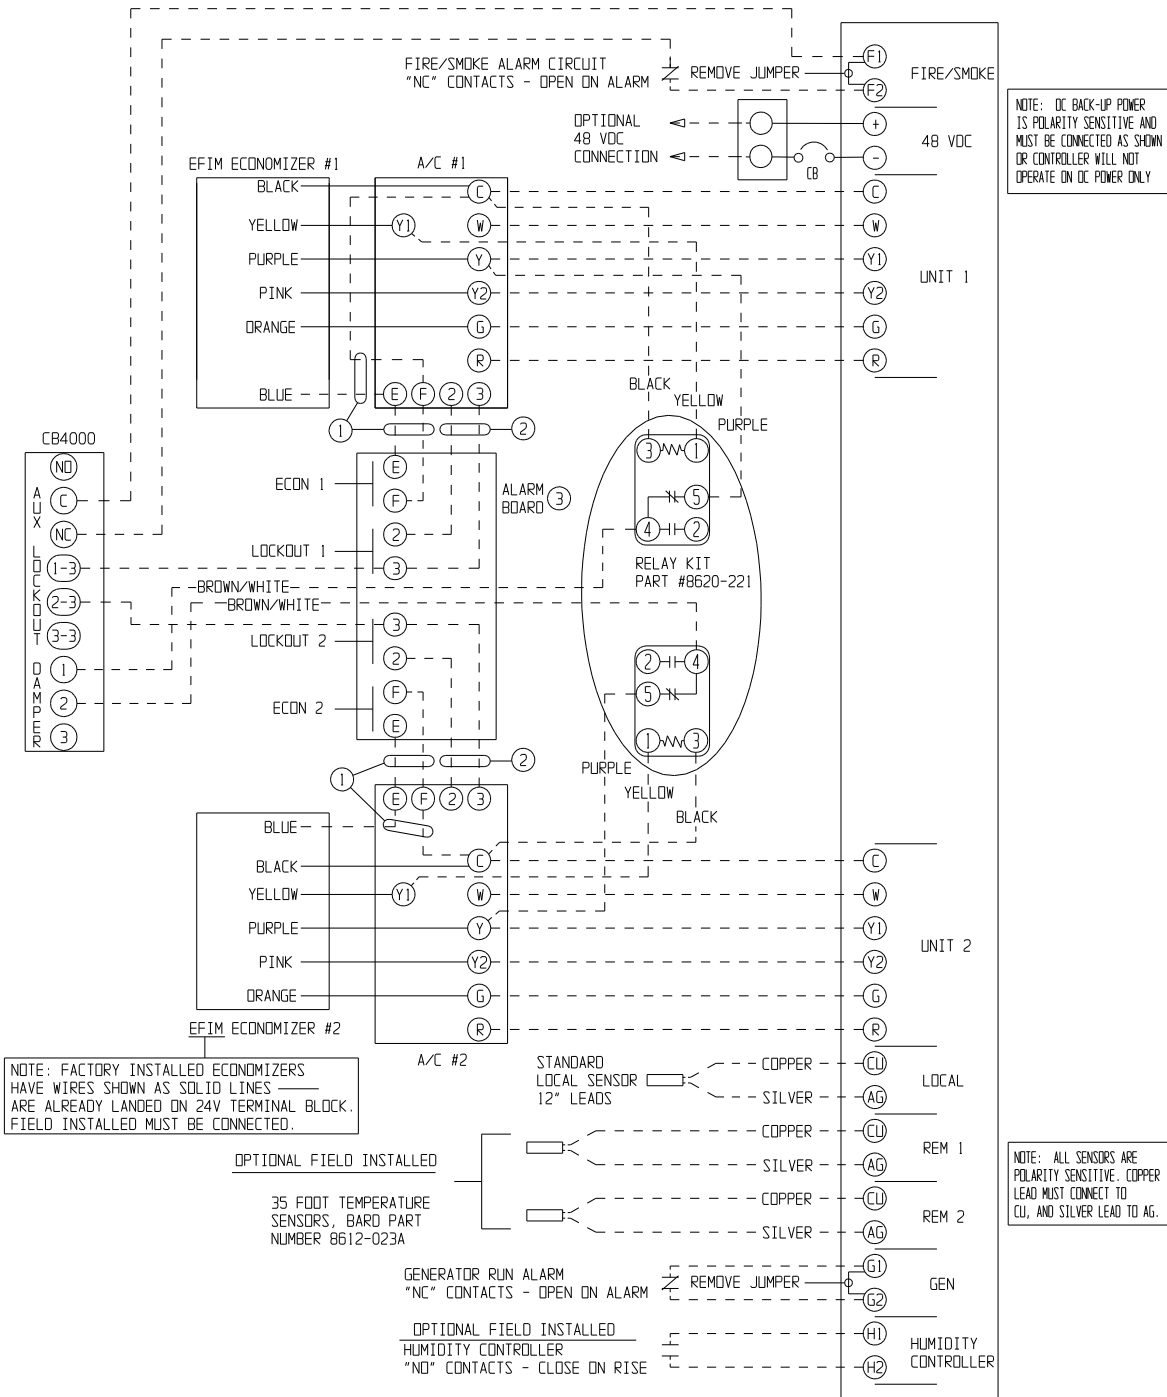 FIRE/SMOKE ALARM CIRCUIT
"NC" CONTACTS - OPEN ON ALARM
REMOVE JUMPER
F1
F2
FIRE/SMOKE
NOTE: DC BACK-UP POWER
IS POLARITY SENSITIVE AND
MUST BE CONNECTED AS SHOWN
OR CONTROLLER WILL NOT
OPERATE ON DC POWER ONLY
OPTIONAL
48 VDC
CONNECTION
CB
+
-
48 VDC
EFIM ECONOMIZER #1
A/C #1
BLACK
YELLOW
PURPLE
PINK
ORANGE
BLUE
Y1
C
W
Y
Y2
G
R
E
F
2
3
C
W
Y1
Y2
G
R
UNIT 1
1
2
BLACK
YELLOW
PURPLE
CB4000
AUX LOCKOUT DAMPER
NO
C
NC
1-3
2-3
3-3
1
2
3
ECON 1
E
F
LOCKOUT 1
2
3
ALARM
BOARD
3
BROWN/WHITE
BROWN/WHITE
LOCKOUT 2
3
2
ECON 2
F
E
3
1
5
4
2
RELAY KIT
PART #8620-221
2
4
5
1
3
PURPLE
YELLOW
BLACK
1
2
E
F
2
3
BLUE
BLACK
YELLOW
PURPLE
PINK
ORANGE
Y1
C
W
Y
Y2
G
R
C
W
Y1
Y2
G
R
UNIT 2
EFIM ECONOMIZER #2
A/C #2
NOTE: FACTORY INSTALLED ECONOMIZERS
HAVE WIRES SHOWN AS SOLID LINES
ARE ALREADY LANDED ON 24V TERMINAL BLOCK.
FIELD INSTALLED MUST BE CONNECTED.
STANDARD
LOCAL SENSOR
12" LEADS
COPPER
SILVER
CU
AG
LOCAL
OPTIONAL FIELD INSTALLED
35 FOOT TEMPERATURE
SENSORS, BARD PART
NUMBER 8612-023A
COPPER
SILVER
CU
AG
REM 1
COPPER
SILVER
CU
AG
REM 2
NOTE: ALL SENSORS ARE
POLARITY SENSITIVE. COPPER
LEAD MUST CONNECT TO
CU, AND SILVER LEAD TO AG.
GENERATOR RUN ALARM
"NC" CONTACTS - OPEN ON ALARM
REMOVE JUMPER
G1
G2
GEN
OPTIONAL FIELD INSTALLED
HUMIDITY CONTROLLER
"NO" CONTACTS - CLOSE ON RISE
H1
H2
HUMIDITY
CONTROLLER